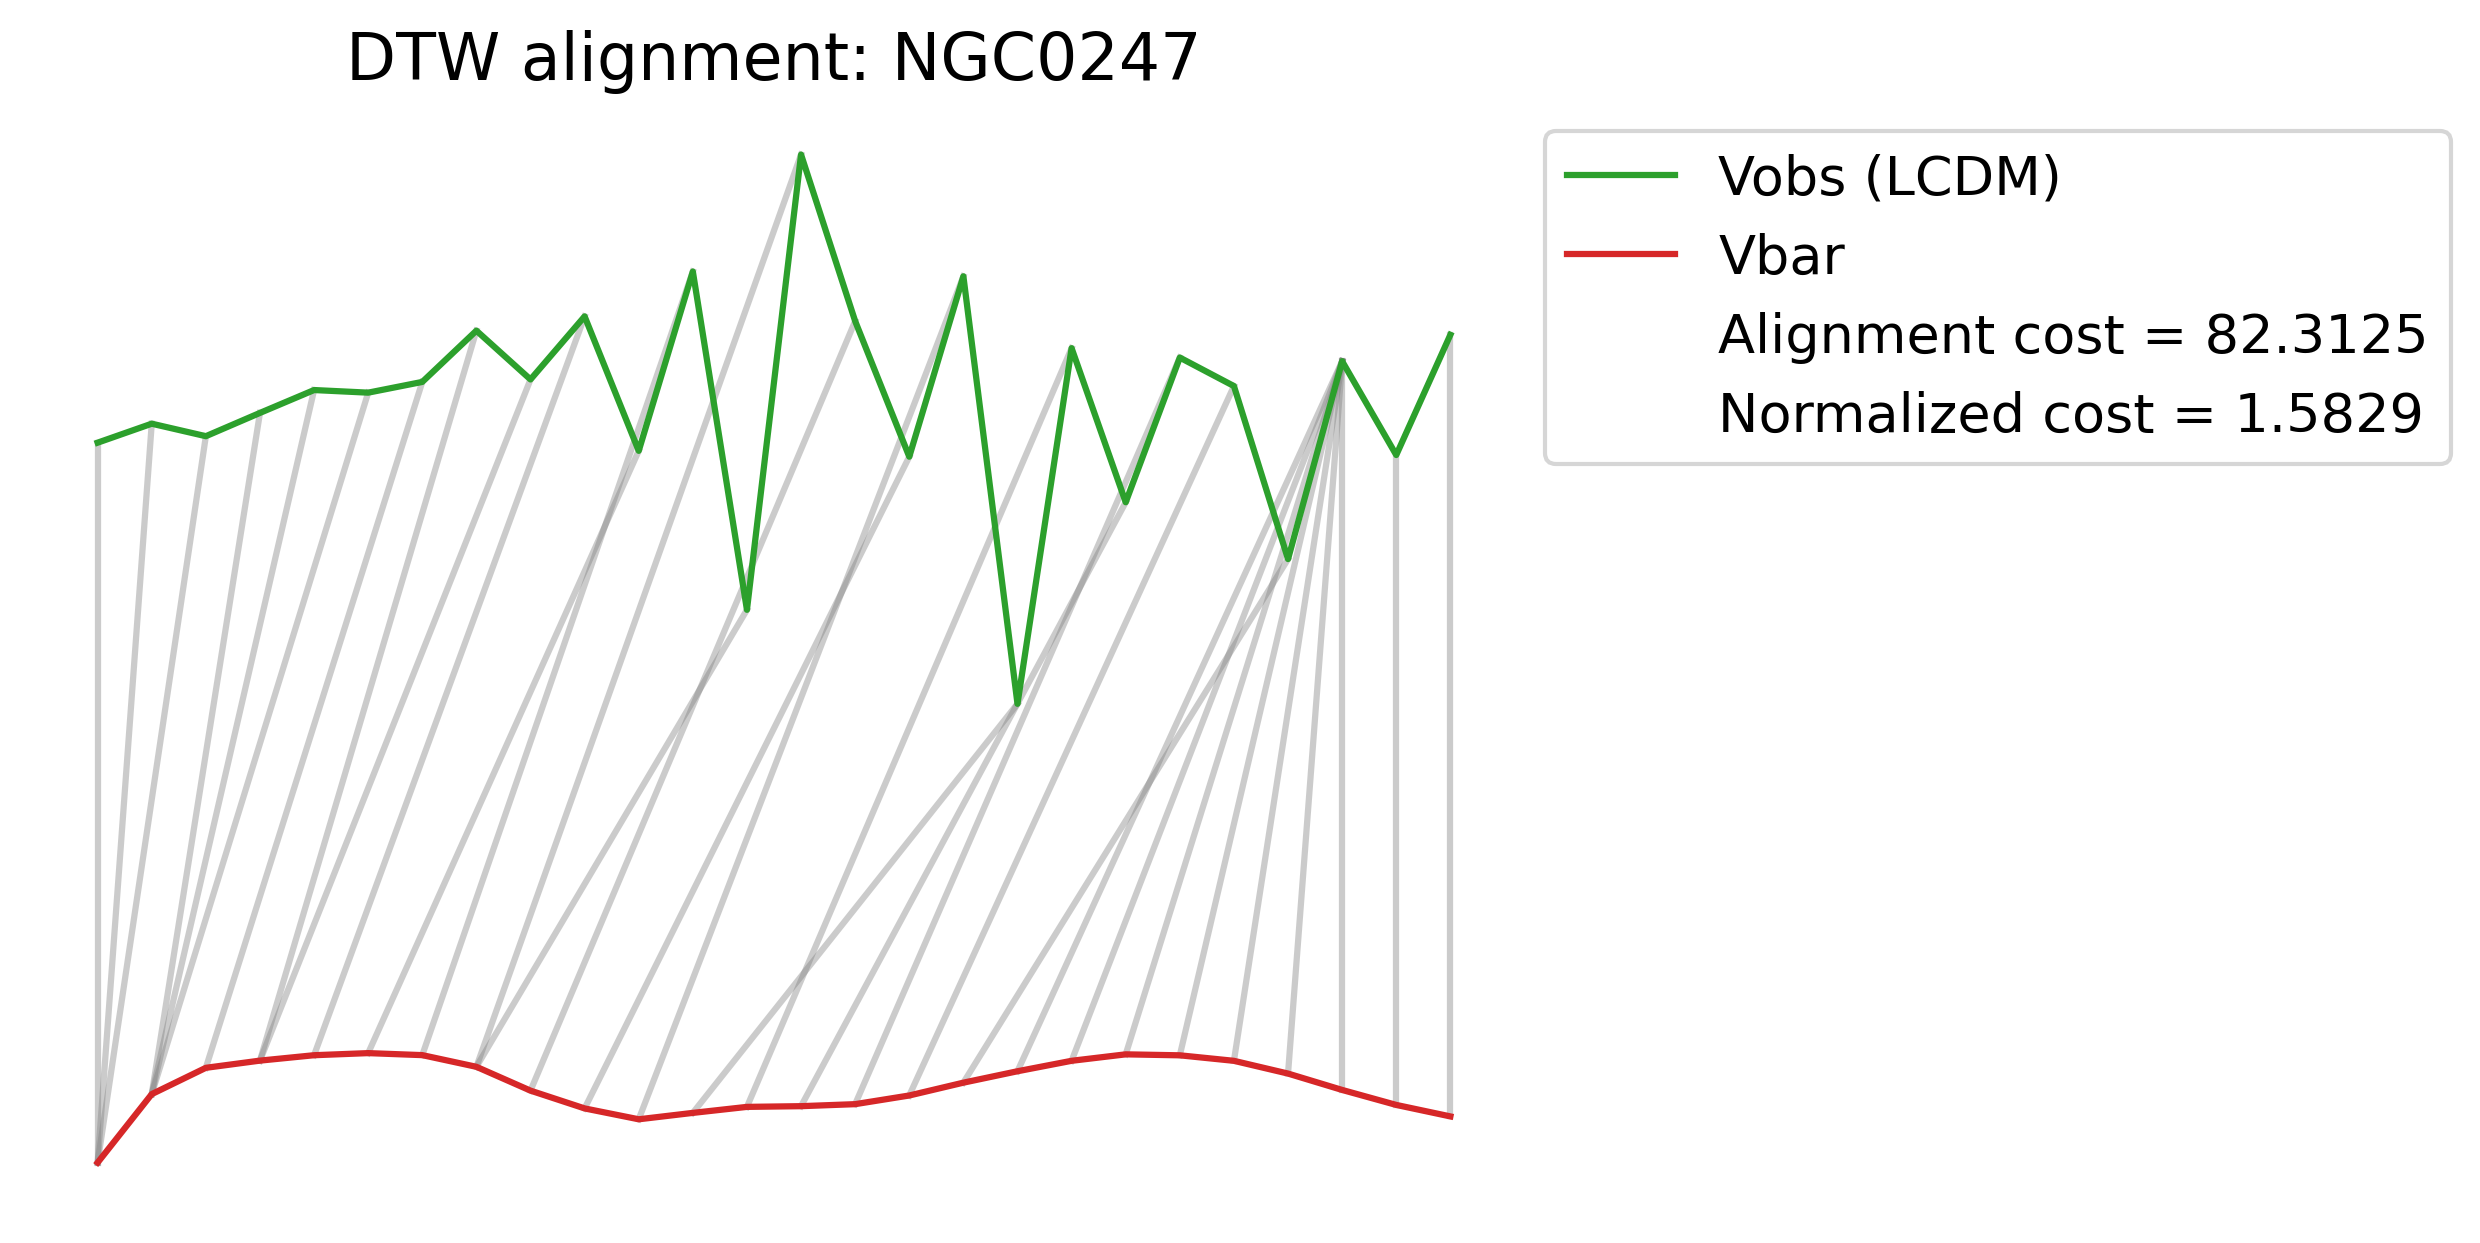 DTW alignment: NGC0247
Vobs (LCDM)
Vbar
Alignment cost = 82.3125
Normalized cost = 1.5829